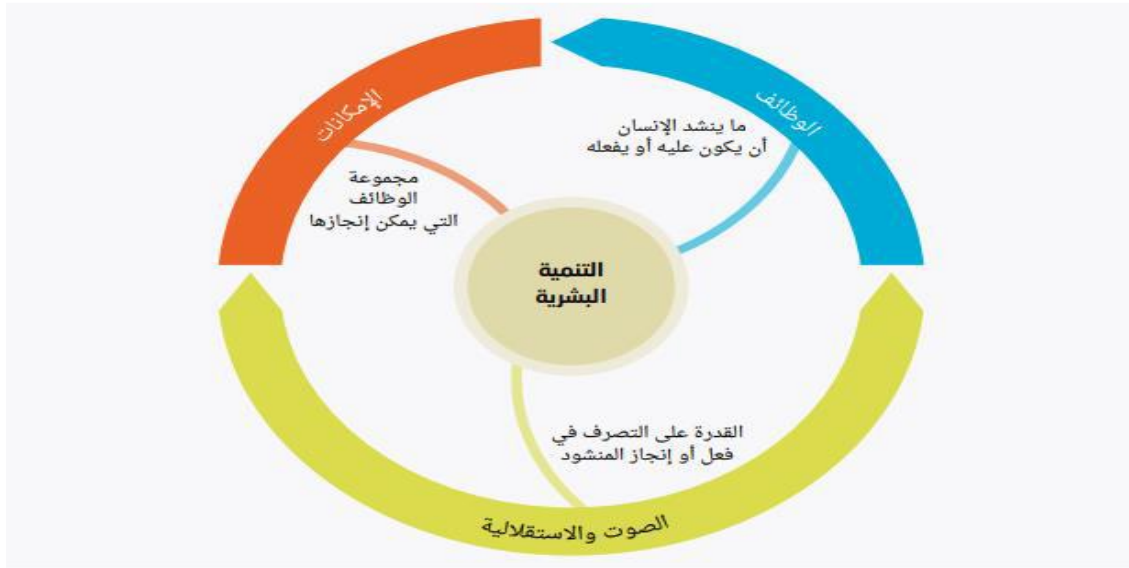 الوظائف
ما ينشد الإنسان
أن يكون عليه أو يفعله
الإمكانات
مجموعة
الوظائف
التي يمكن إنجازها
التنمية
البشرية
القدرة على التصرف في
فعل أو إنجاز المنشود
الصوت والاستقلالية